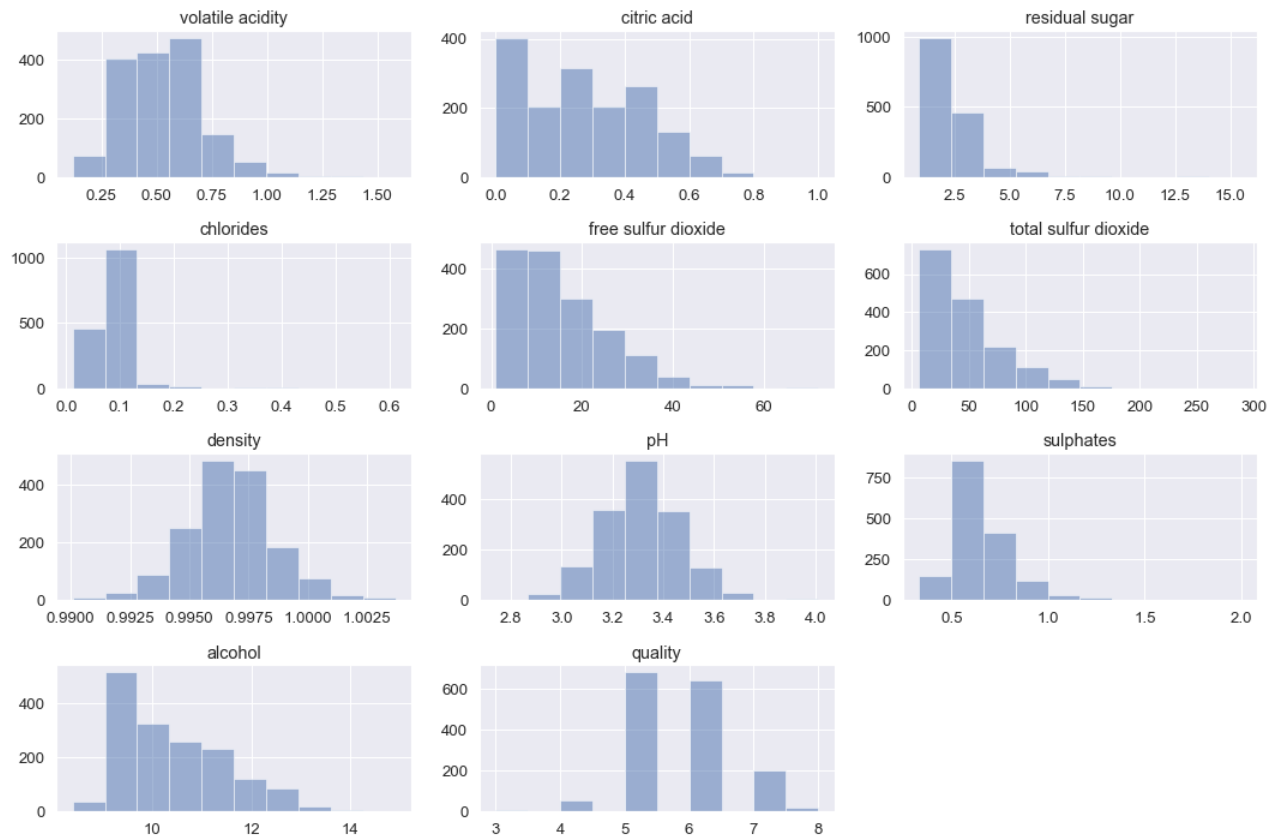 volatile acidity
400
200
0
0.25 0.50 0.75 1.00 1.25 1.50
citric acid
400
200
0
0.0 0.2 0.4 0.6 0.8 1.0
residual sugar
1000
500
0
2.5 5.0 7.5 10.0 12.5 15.0
chlorides
1000
500
0
0.0 0.1 0.2 0.3 0.4 0.5 0.6
free sulfur dioxide
400
200
0
0 20 40 60
total sulfur dioxide
600
400
200
0
0 50 100 150 200 250 300
density
400
200
0
0.9900 0.9925 0.9950 0.9975 1.0000 1.0025
pH
400
200
0
2.8 3.0 3.2 3.4 3.6 3.8 4.0
sulphates
750
500
250
0
0.5 1.0 1.5 2.0
alcohol
400
200
0
10 12 14
quality
600
400
200
0
3 4 5 6 7 8